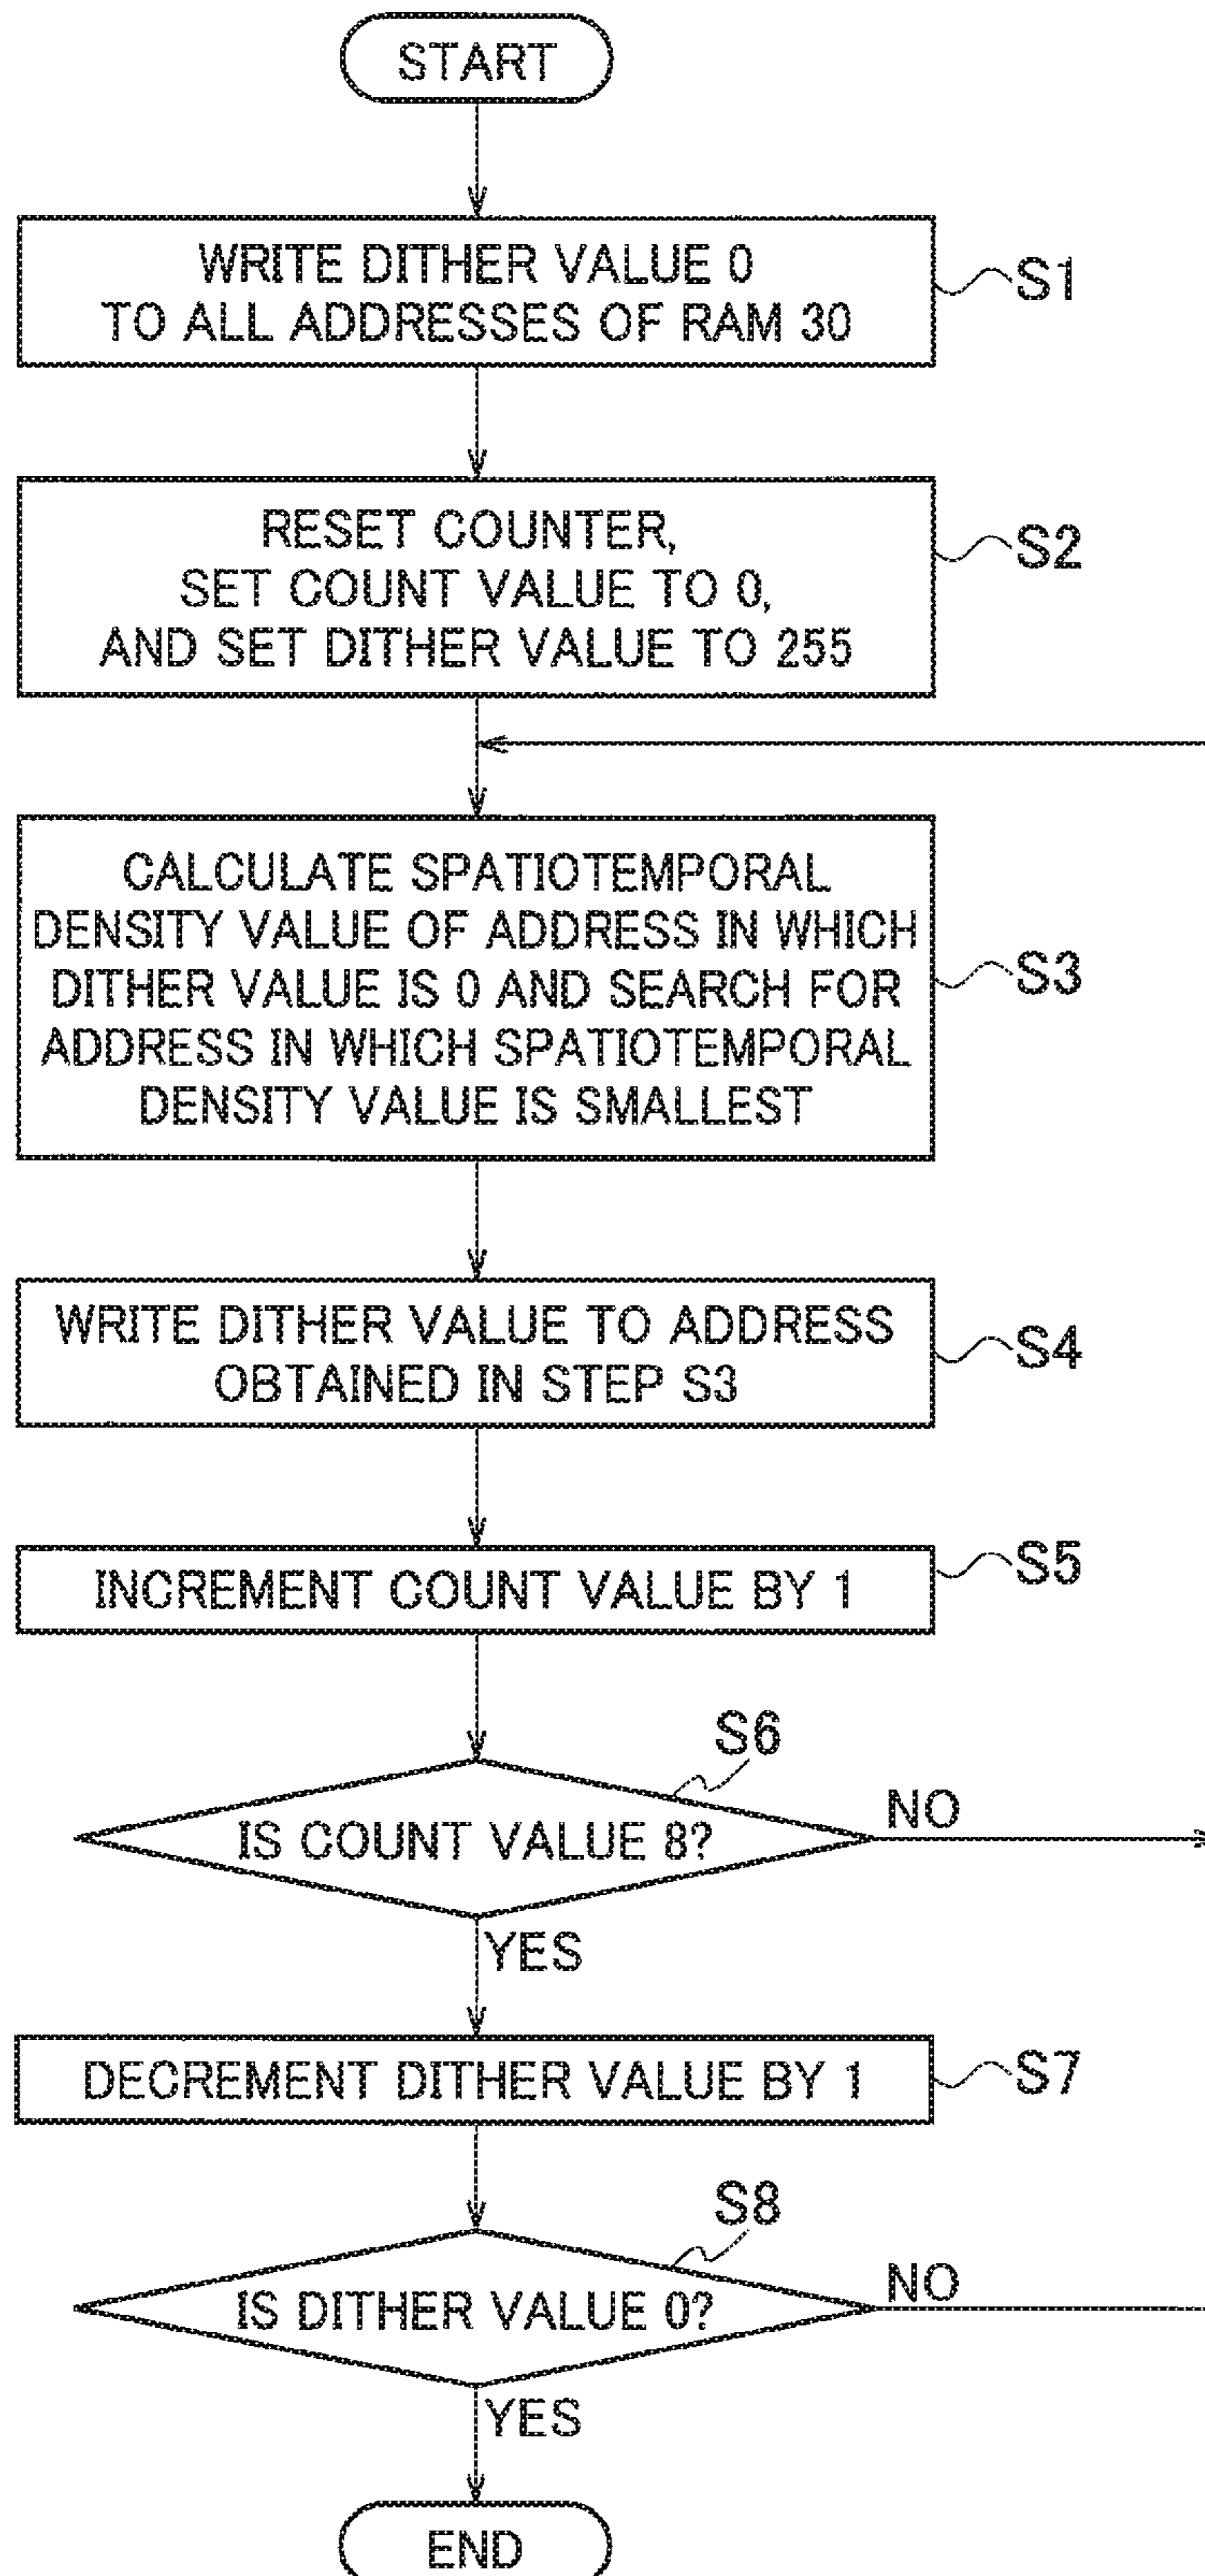 START
WRITE DITHER VALUE 0
TO ALL ADDRESSES OF RAM 30
S1
RESET COUNTER,
SET COUNT VALUE TO 0,
AND SET DITHER VALUE TO 255
S2
CALCULATE SPATIOTEMPORAL
DENSITY VALUE OF ADDRESS IN WHICH
DITHER VALUE IS 0 AND SEARCH FOR
ADDRESS IN WHICH SPATIOTEMPORAL
DENSITY VALUE IS SMALLEST
S3
WRITE DITHER VALUE TO ADDRESS
OBTAINED IN STEP S3
S4
INCREMENT COUNT VALUE BY 1
S5
S6
IS COUNT VALUE 8?
NO
YES
DECREMENT DITHER VALUE BY 1
S7
S8
IS DITHER VALUE 0?
NO
YES
END